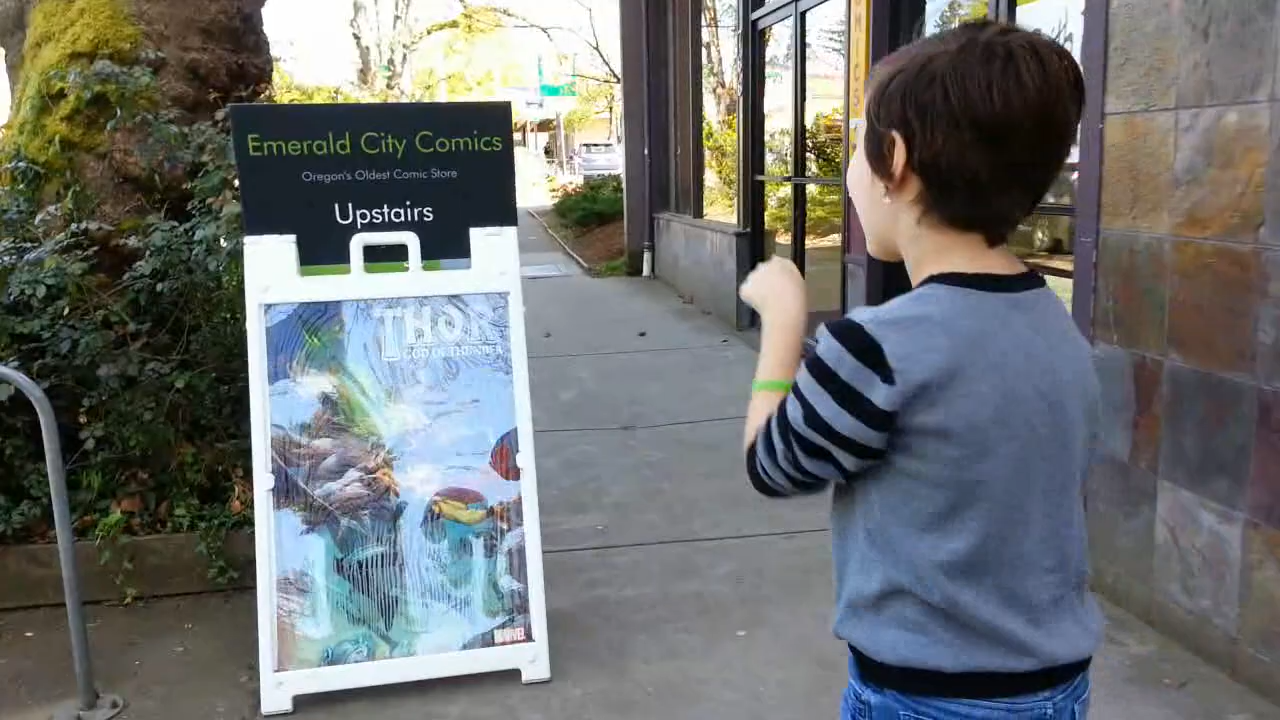 Emerald City Comics
Oregon's Oldest Comic Store
Upstairs
THOR
GOD OF THUNDER
MARVEL